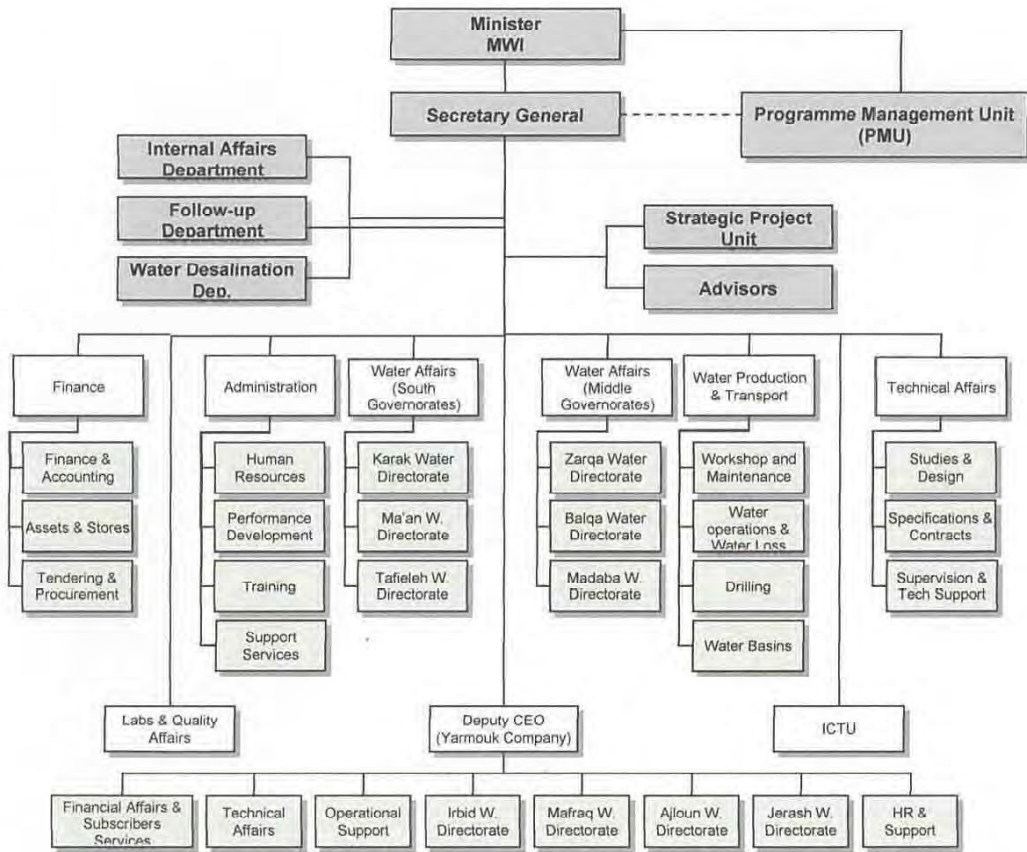 Minister
MWI
Secretary General
Programme Management Unit
(PMU)
Internal Affairs
Department
Follow-up
Department
Water Desalination
Dep.
Strategic Project
Unit
Advisors
Finance
Administration
Water Affairs
(South
Governorates)
Water Affairs
(Middle
Governorates)
Water Production
& Transport
Technical Affairs
Finance &
Accounting
Assets & Stores
Tendering &
Procurement
Human
Resources
Performance
Development
Training
Support
Services
Karak Water
Directorate
Ma'an W.
Directorate
Tafieleh W.
Directorate
Zarqa Water
Directorate
Balqa Water
Directorate
Madaba W.
Directorate
Workshop and
Maintenance
Water
operations &
Water Loss
Drilling
Water Basins
Studies &
Design
Specifications &
Contracts
Supervision &
Tech Support
Labs & Quality
Affairs
Deputy CEO
(Yarmouk Company)
ICTU
Financial Affairs &
Subscribers
Services
Technical
Affairs
Operational
Support
Irbid W.
Directorate
Mafraq W.
Directorate
Ajloun W.
Directorate
Jerash W.
Directorate
HR &
Support